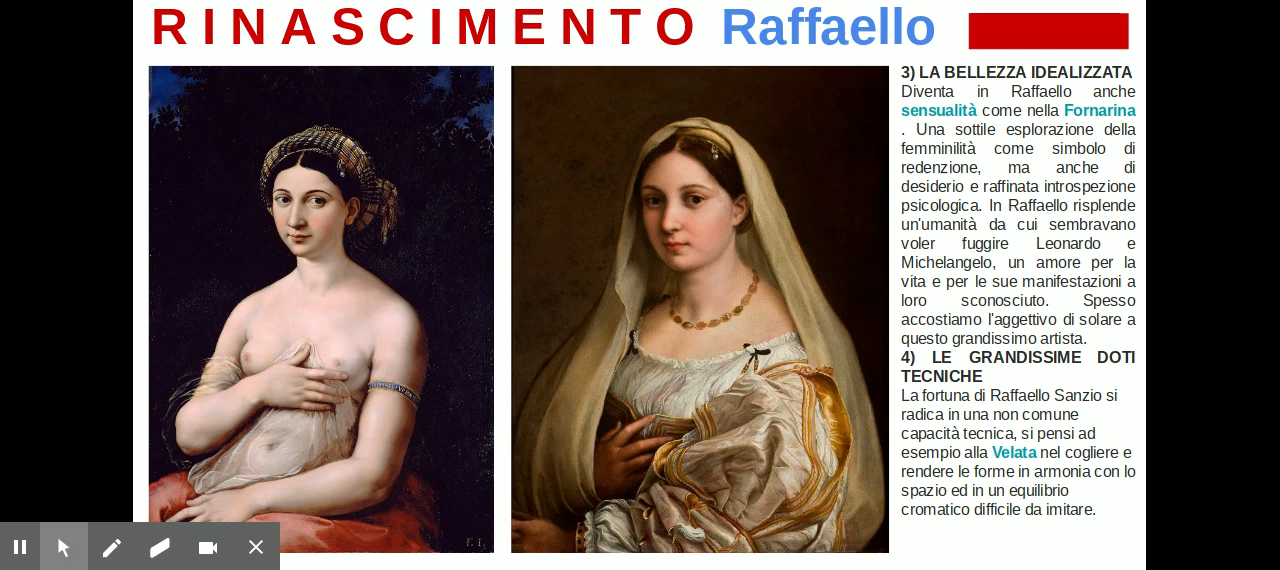 RINASCIMENTO Raffaello
3) LA BELLEZZA IDEALIZZATA
Diventa in Raffaello anche
sensualità come nella Fornarina
. Una sottile esplorazione della
femminilità come simbolo di
redenzione, ma anche di
desiderio e raffinata introspezione
psicologica. In Raffaello risplende
un'umanità da cui sembravano
voler fuggire Leonardo e
Michelangelo, un amore per la
vita e per le sue manifestazioni a
loro sconosciuto. Spesso
accostiamo l'aggettivo di solare a
questo grandissimo artista.
4) LE GRANDISSIME DOTI
TECNICHE
La fortuna di Raffaello Sanzio si
radica in una non comune
capacità tecnica, si pensi ad
esempio alla Velata nel cogliere e
rendere le forme in armonia con lo
spazio ed in un equilibrio
cromatico difficile da imitare.